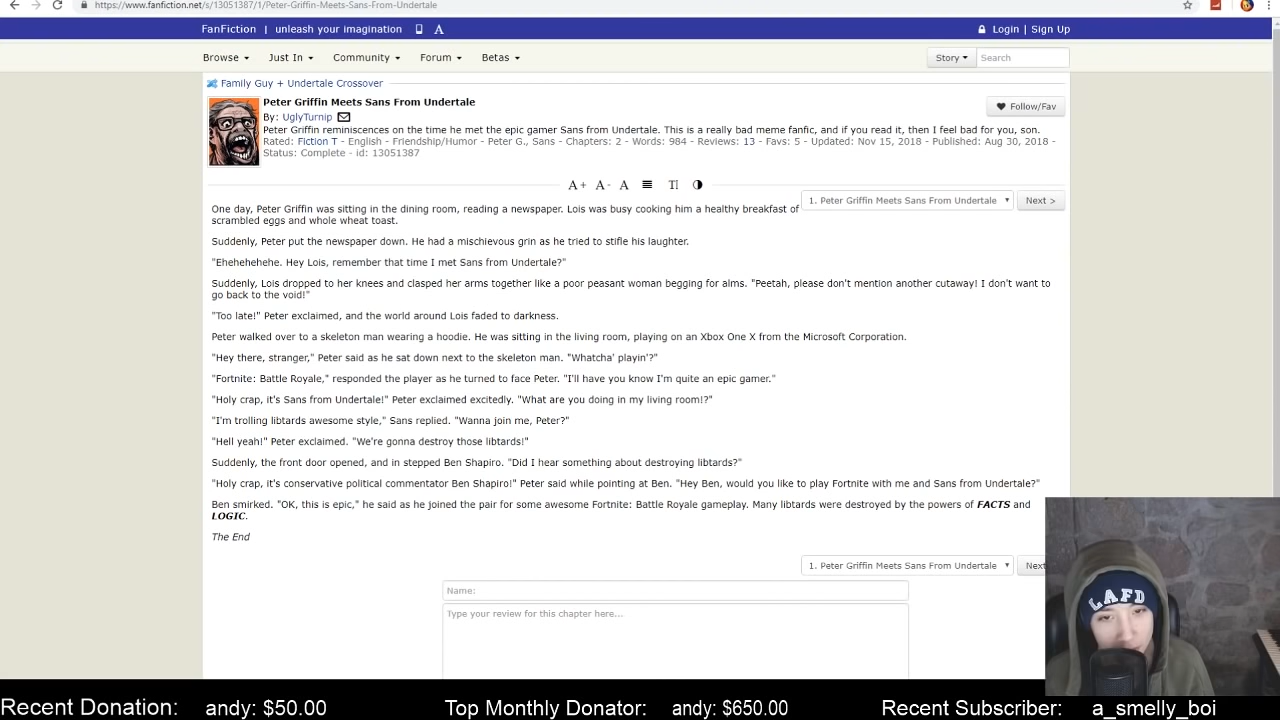 https://www.fanfiction.net/s/13051387/1/Peter-Griffin-Meets-Sans-From-Undertale
FanFiction | unleash your imagination A Login | Sign Up
Browse Just In Community Forum Betas Story Search
Family Guy + Undertale Crossover
Peter Griffin Meets Sans From Undertale
Follow/Fav
By: UglyTurnip
Peter Griffin reminiscences on the time he met the epic gamer Sans from Undertale. This is a really bad meme fanfic, and if you read it, then I feel bad for you, son.
Rated: Fiction T - English - Friendship/Humor - Peter G., Sans - Chapters: 2 - Words: 984 - Reviews: 13 - Favs: 5 - Updated: Nov 15, 2018 - Published: Aug 30, 2018 -
Status: Complete - id: 13051387
A+ A- A
1. Peter Griffin Meets Sans From Undertale Next >
One day, Peter Griffin was sitting in the dining room, reading a newspaper. Lois was busy cooking him a healthy breakfast of
scrambled eggs and whole wheat toast.
Suddenly, Peter put the newspaper down. He had a mischievous grin as he tried to stifle his laughter.
"Ehehehehehe. Hey Lois, remember that time I met Sans from Undertale?"
Suddenly, Lois dropped to her knees and clasped her arms together like a poor peasant woman begging for alms. "Peetah, please don't mention another cutaway! I don't want to
go back to the void!"
"Too late!" Peter exclaimed, and the world around Lois faded to darkness.
Peter walked over to a skeleton man wearing a hoodie. He was sitting in the living room, playing on an Xbox One X from the Microsoft Corporation.
"Hey there, stranger," Peter said as he sat down next to the skeleton man. "Whatcha' playin'?"
"Fortnite: Battle Royale," responded the player as he turned to face Peter. "I'll have you know I'm quite an epic gamer."
"Holy crap, it's Sans from Undertale!" Peter exclaimed excitedly. "What are you doing in my living room!?"
"I'm trolling libtards awesome style," Sans replied. "Wanna join me, Peter?"
"Hell yeah!" Peter exclaimed. "We're gonna destroy those libtards!"
Suddenly, the front door opened, and in stepped Ben Shapiro. "Did I hear something about destroying libtards?"
"Holy crap, it's conservative political commentator Ben Shapiro!" Peter said while pointing at Ben. "Hey Ben, would you like to play Fortnite with me and Sans from Undertale?"
Ben smirked. "OK, this is epic," he said as he joined the pair for some awesome Fortnite: Battle Royale gameplay. Many libtards were destroyed by the powers of FACTS and
LOGIC.
The End
1. Peter Griffin Meets Sans From Undertale Next
Name:
Type your review for this chapter here...
LAFD
Recent Donation: andy: $50.00 Top Monthly Donator: andy: $650.00 Recent Subscriber: a_smelly_boi